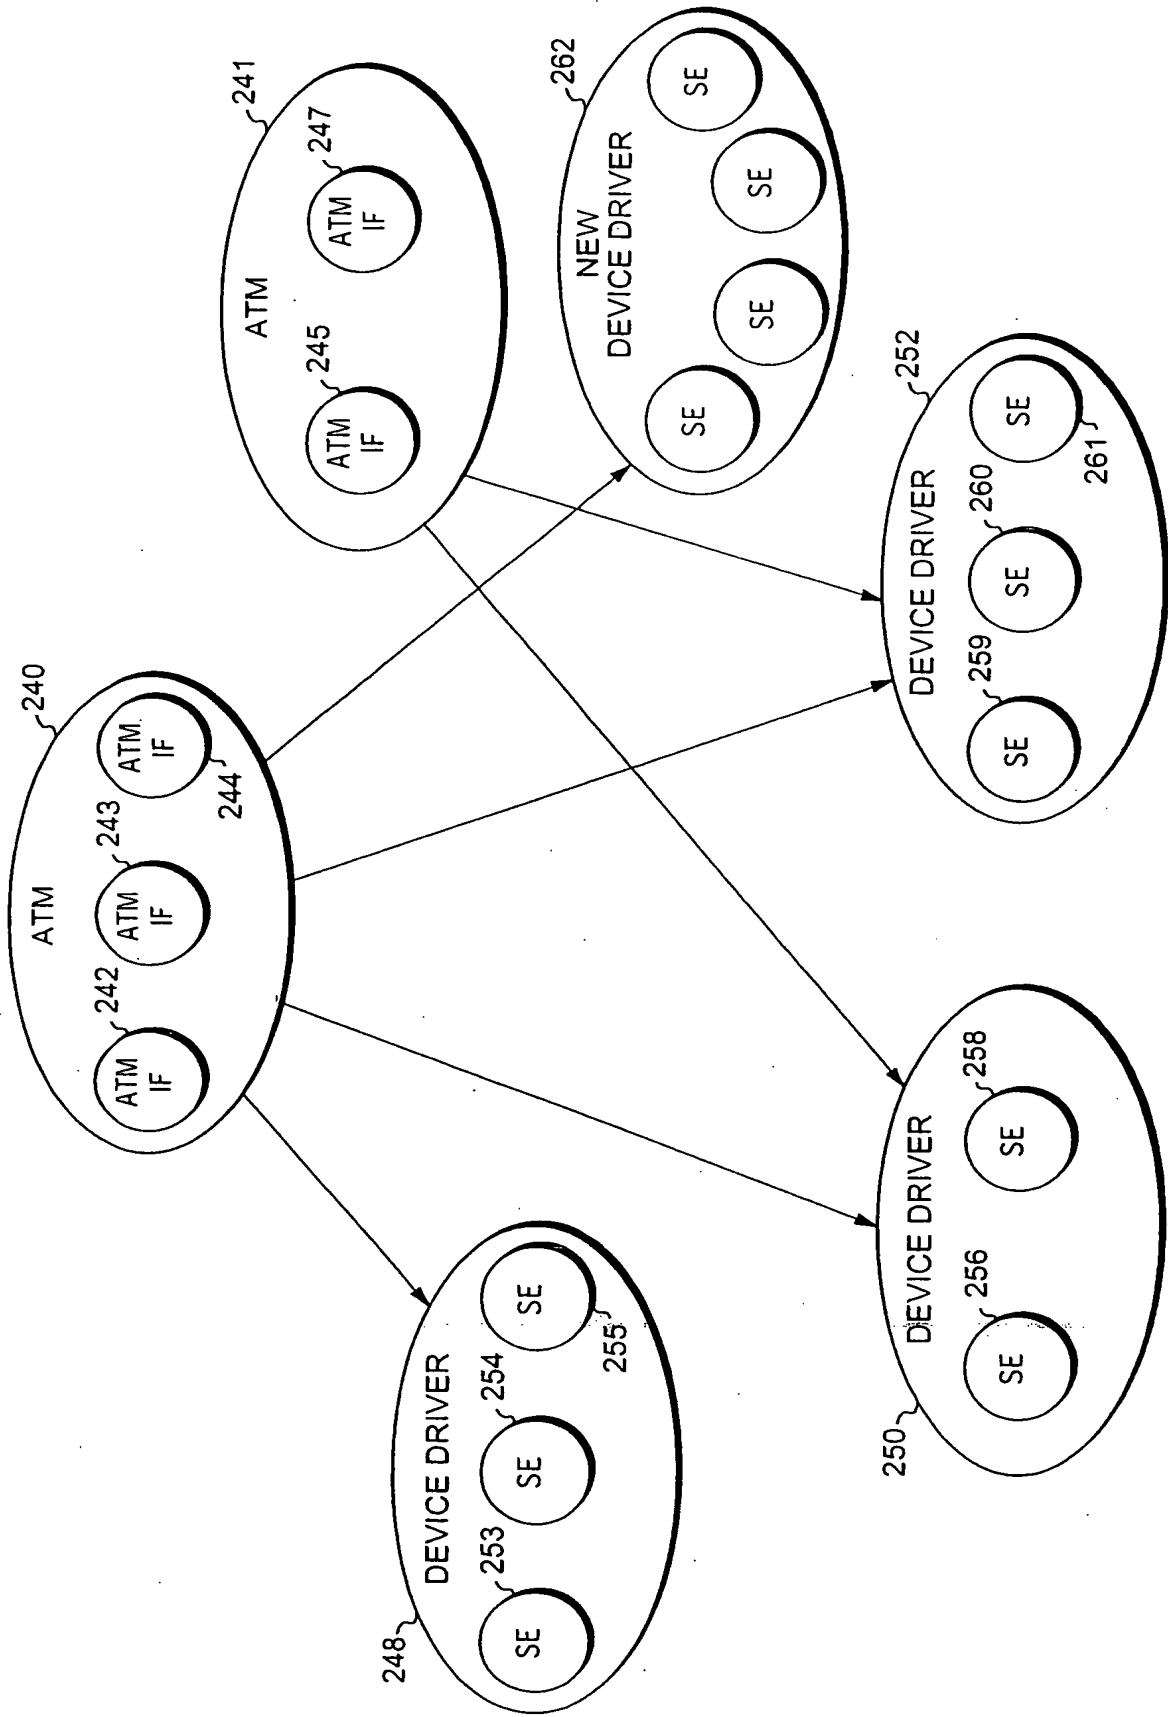 ATM
240
ATM
IF
242
ATM
IF
243
ATM
IF
244
ATM
241
ATM
IF
245
ATM
IF
247
DEVICE DRIVER
248
SE
253
SE
254
SE
255
NEW
DEVICE DRIVER
262
SE
SE
SE
SE
DEVICE DRIVER
250
SE
256
SE
258
DEVICE DRIVER
252
SE
259
SE
260
SE
261